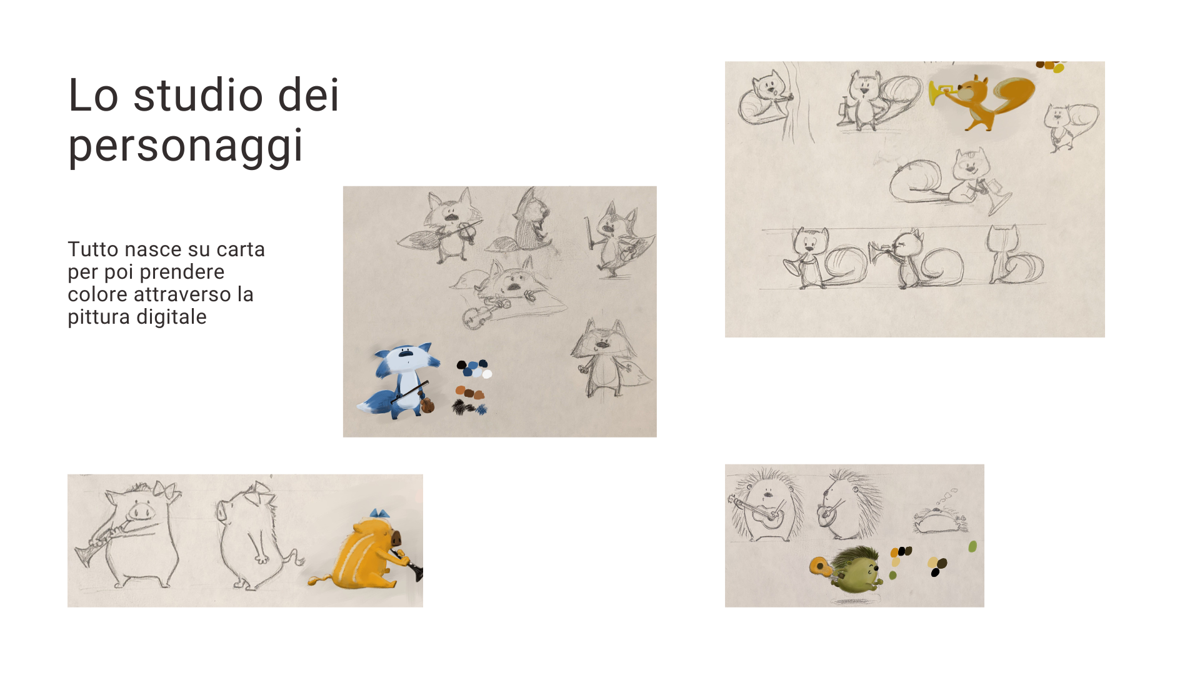 Lo studio dei
personaggi
Tutto nasce su carta
per poi prendere
colore attraverso la
pittura digitale